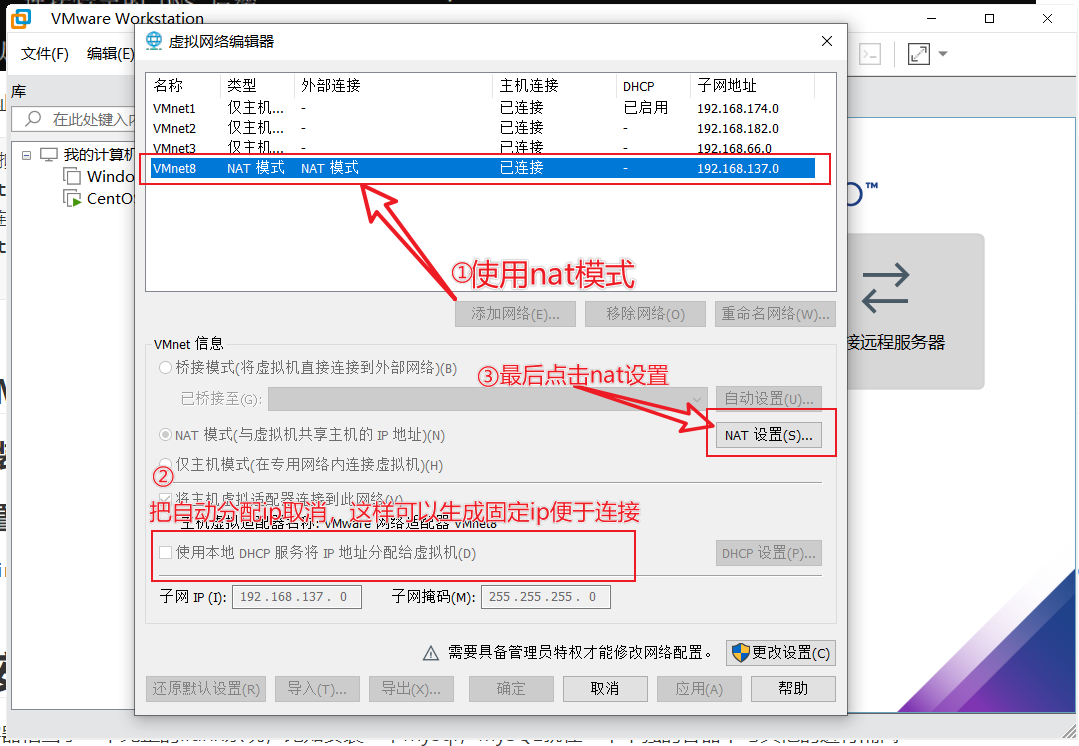 VMware Workstation
文件(F) 编辑(E)
虚拟网络编辑器
库
在此处键入
我的计算机
Windo
CentO
名称 类型 外部连接 主机连接 DHCP 子网地址
VMnet1 仅主机... - 已连接 已启用 192.168.174.0
VMnet2 仅主机... - 已连接 - 192.168.182.0
VMnet3 仅主机... - 已连接 - 192.168.66.0
VMnet8 NAT 模式 NAT 模式 已连接 - 192.168.137.0
①使用nat模式
添加网络(E)... 移除网络(O) 重命名网络(W)...
VMnet 信息
桥接模式(将虚拟机直接连接到外部网络)(B)
③最后点击nat设置
已桥接至(G): 自动设置(U)...
NAT 模式(与虚拟机共享主机的 IP 地址)(N) NAT 设置(S)...
仅主机模式(在专用网络内连接虚拟机)(H)
②
将主机虚拟适配器连接到此网络(V)
把自动分配ip取消，这样可以生成固定ip便于连接
主机虚拟适配器名称: VMware 网络适配器 VMnet8
使用本地 DHCP 服务将 IP 地址分配给虚拟机(D) DHCP 设置(P)...
子网 IP (I): 192.168.137. 0 子网掩码(M): 255.255.255. 0
需要具备管理员特权才能修改网络配置。 更改设置(C)
还原默认设置(R) 导入(T)... 导出(X)... 确定 取消 应用(A) 帮助
O™
接远程服务器